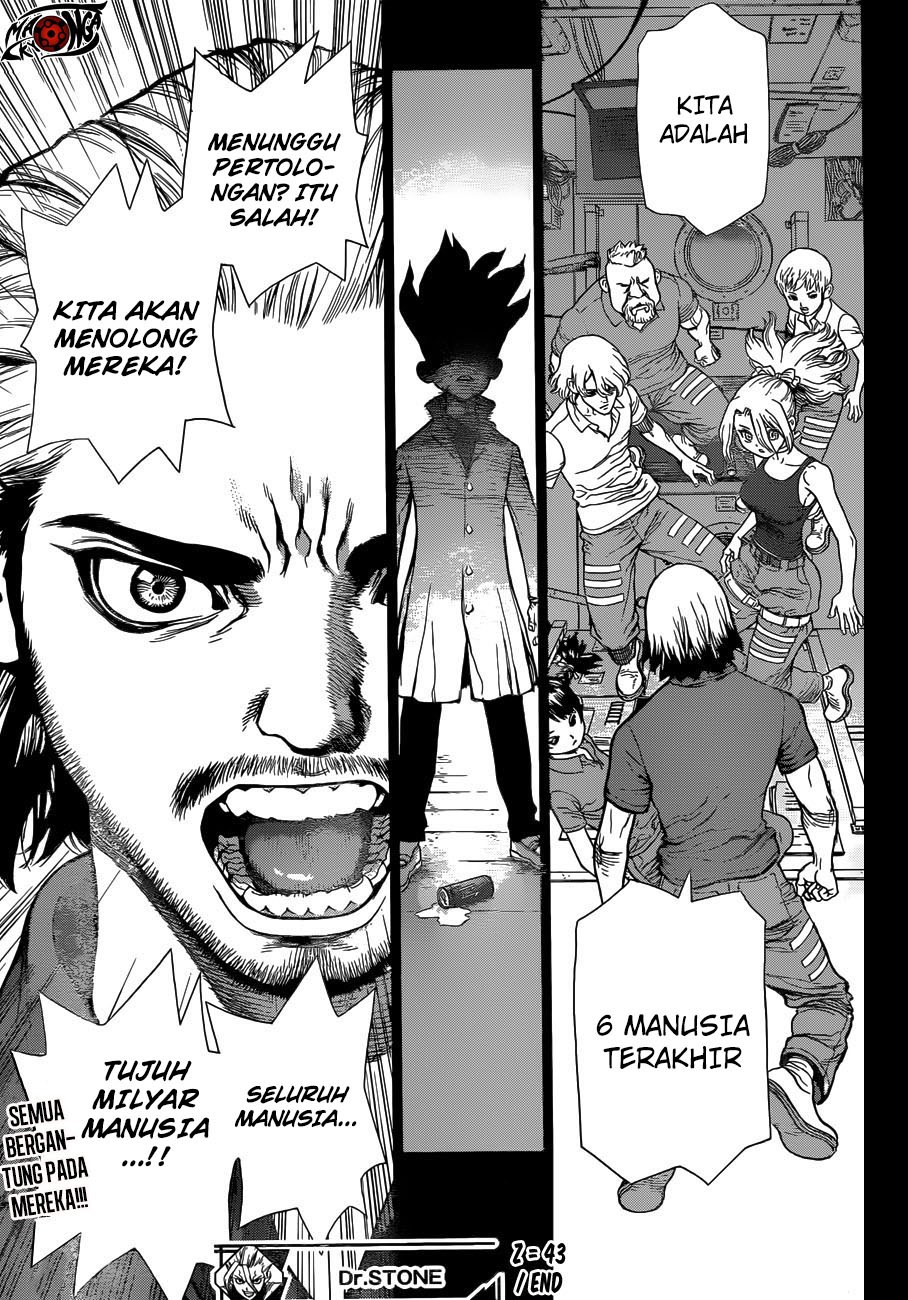 KITA
ADALAH
6 MANUSIA
TERAKHIR
MENUNGGU
PERTOLO-
NGAN? ITU
SALAH!
KITA AKAN
MENOLONG
MEREKA!
SELURUH
MANUSIA...
TUJUH
MILYAR
MANUSIA
...!!
SEMUA
BERGAN-
TUNG PADA
MEREKA!!!
Dr.STONE
Z=43
/ END